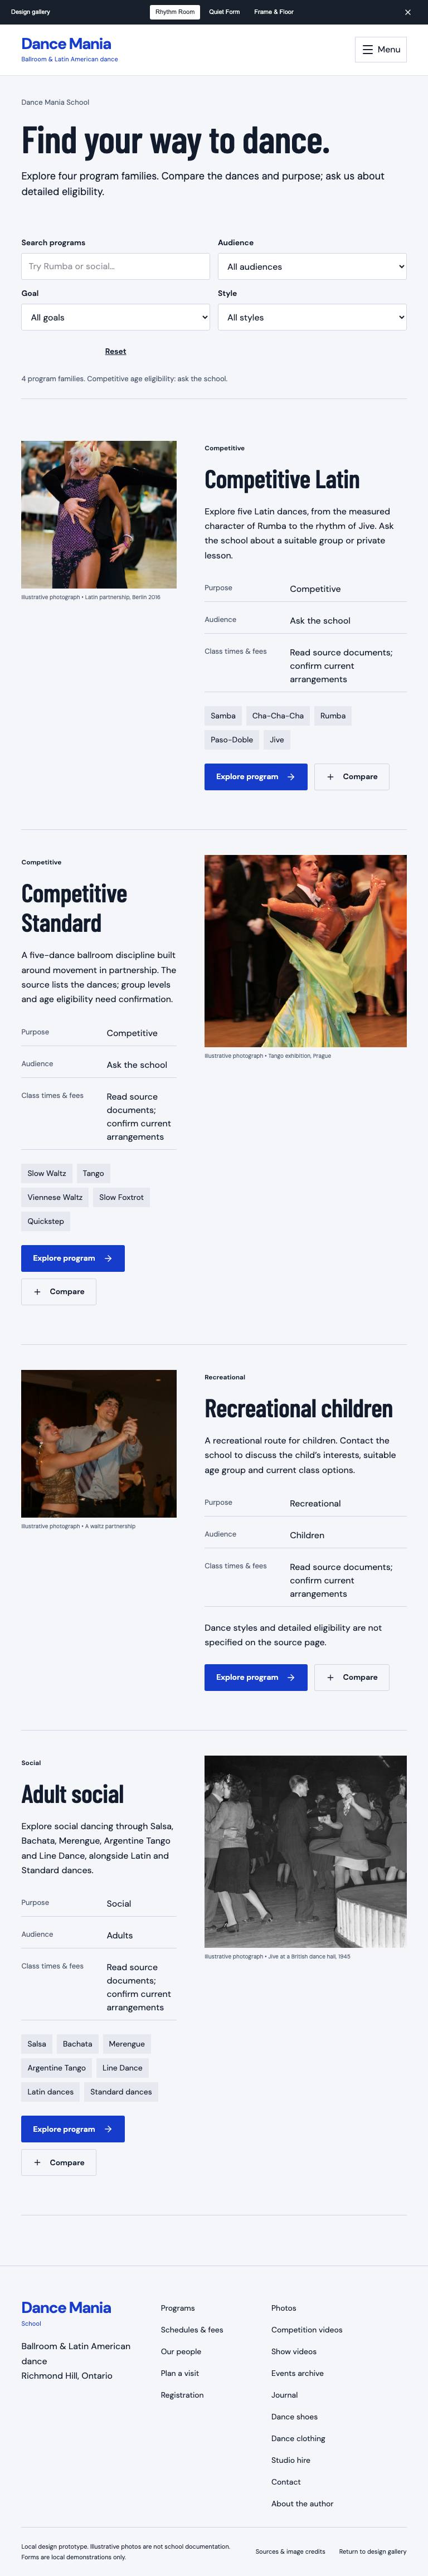 Design gallery
Rhythm Room
Quiet Form
Frame & Floor
Dance Mania
Ballroom & Latin American dance
Menu
Dance Mania School
Find your way to dance.
Explore four program families. Compare the dances and purpose; ask us about
detailed eligibility.
Search programs
Audience
Try Rumba or social...
All audiences
Goal
Style
All goals
All styles
Reset
4 program families. Competitive age eligibility: ask the school.
Illustrative photograph • Latin partnership, Berlin 2016
Competitive
Competitive Latin
Explore five Latin dances, from the measured
character of Rumba to the rhythm of Jive. Ask
the school about a suitable group or private
lesson.
Purpose
Competitive
Audience
Ask the school
Class times & fees
Read source documents;
confirm current
arrangements
Samba
Cha-Cha-Cha
Rumba
Paso-Doble
Jive
Explore program
Compare
Competitive
Competitive
Standard
A five-dance ballroom discipline built
around movement in partnership. The
source lists the dances; group levels
and age eligibility need confirmation.
Purpose
Competitive
Audience
Ask the school
Class times & fees
Read source
documents;
confirm current
arrangements
Slow Waltz
Tango
Viennese Waltz
Slow Foxtrot
Quickstep
Explore program
Compare
Illustrative photograph • Tango exhibition, Prague
Illustrative photograph • A waltz partnership
Recreational
Recreational children
A recreational route for children. Contact the
school to discuss the child's interests, suitable
age group and current class options.
Purpose
Recreational
Audience
Children
Class times & fees
Read source documents;
confirm current
arrangements
Dance styles and detailed eligibility are not
specified on the source page.
Explore program
Compare
Social
Adult social
Explore social dancing through Salsa,
Bachata, Merengue, Argentine Tango
and Line Dance, alongside Latin and
Standard dances.
Purpose
Social
Audience
Adults
Class times & fees
Read source
documents;
confirm current
arrangements
Salsa
Bachata
Merengue
Argentine Tango
Line Dance
Latin dances
Standard dances
Explore program
Compare
Illustrative photograph • Jive at a British dance hall, 1945
Dance Mania
School
Ballroom & Latin American
dance
Richmond Hill, Ontario
Programs
Schedules & fees
Our people
Plan a visit
Registration
Photos
Competition videos
Show videos
Events archive
Journal
Dance shoes
Dance clothing
Studio hire
Contact
About the author
Local design prototype. Illustrative photos are not school documentation.
Forms are local demonstrations only.
Sources & image credits
Return to design gallery